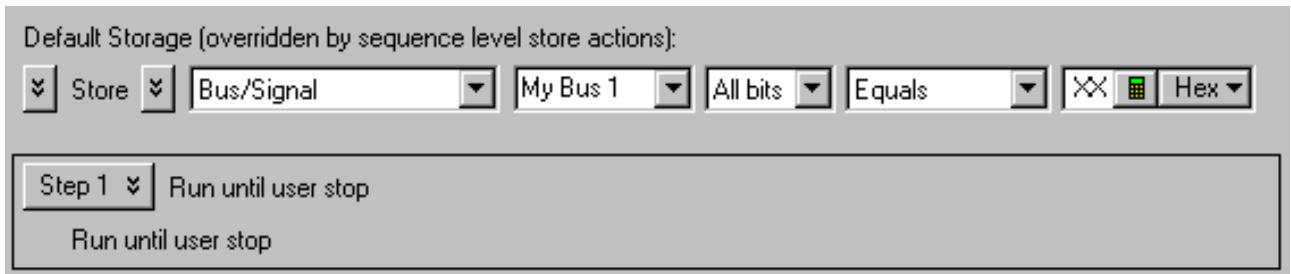 Default Storage (overridden by sequence level store actions):
Store Bus/Signal My Bus 1 All bits Equals XX Hex
Step 1 Run until user stop
Run until user stop